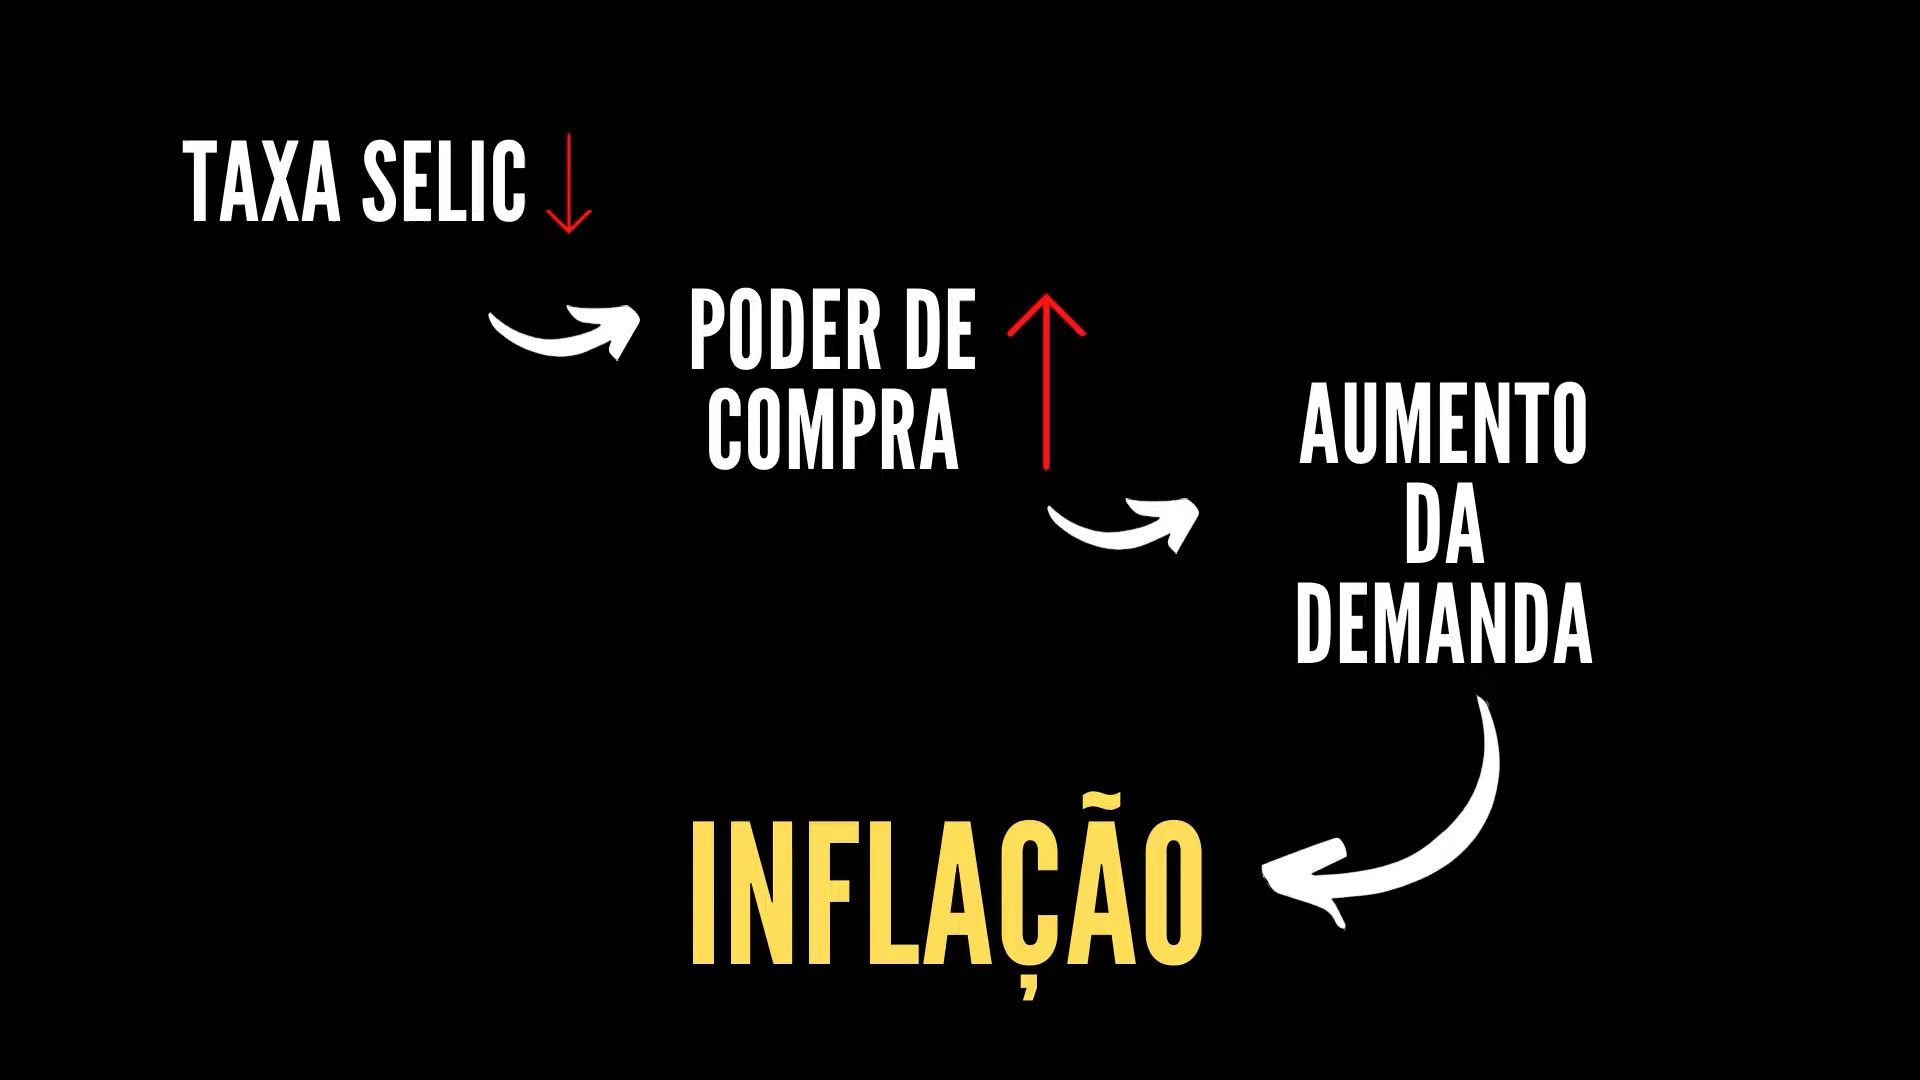 TAXA SELIC
PODER DE
COMPRA
AUMENTO
DA
DEMANDA
INFLAÇÃO